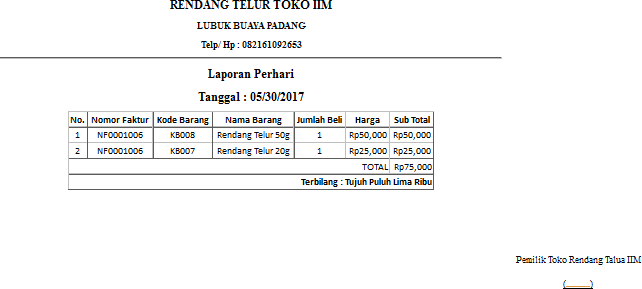 RENDANG TELUR TOKO IIM
LUBUK BUAYA PADANG
Telp/ Hp : 082161092653
Laporan Perhari
Tanggal : 05/30/2017
No. Nomor Faktur Kode Barang Nama Barang Jumlah Beli Harga Sub Total
1 NF0001006 KB008 Rendang Telur 50g 1 Rp50,000 Rp50,000
2 NF0001006 KB007 Rendang Telur 20g 1 Rp25,000 Rp25,000
TOTAL Rp75,000
Terbilang : Tujuh Puluh Lima Ribu
Pemilik Toko Rendang Talua IIM
(______)